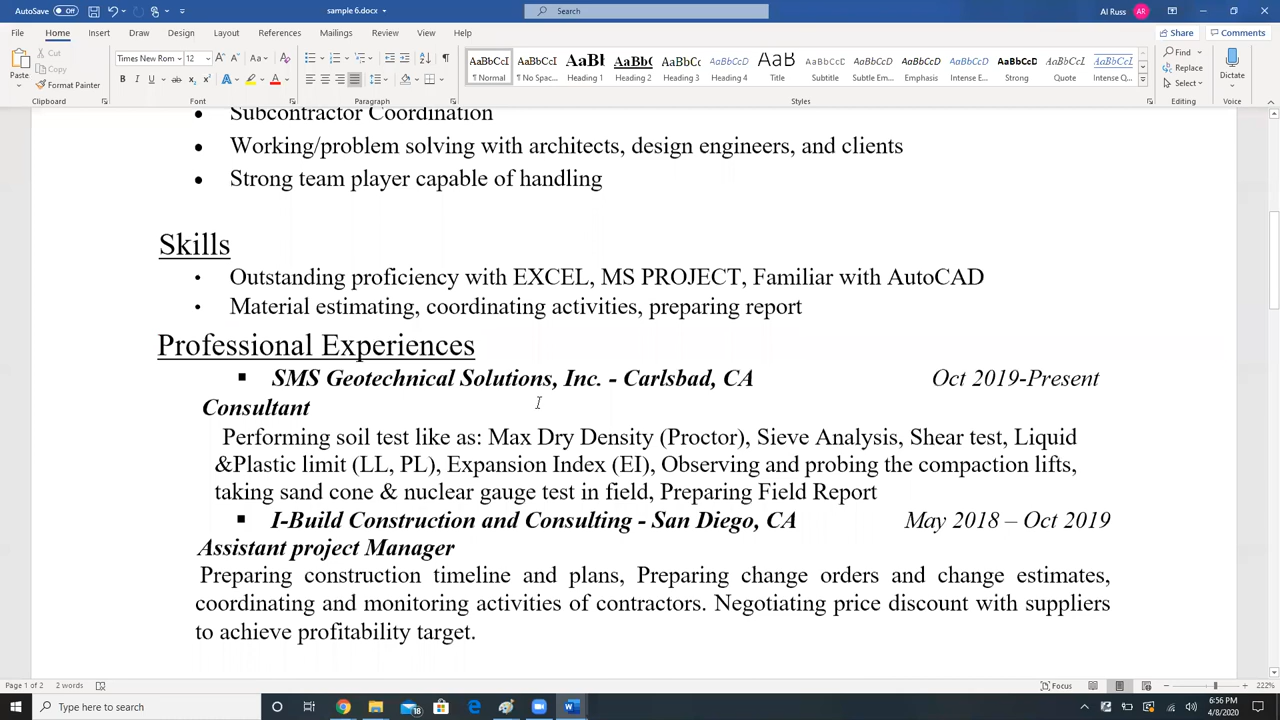 AutoSave Off sample 6.docx Search Al Russ AR
File Home Insert Draw Design Layout References Mailings Review View Help Share Comments
Paste Cut Copy Format Painter
Times New Rom 12 Aa A A
B I U ab x A A
AaBbCcI AaBbCcI AaBbC AaBbC AaBbCcI AaBbCcI AaB AaBbCcI AaBbCcD AaBbCcD AaBbCcD AaBbCcD AaBbCcI AaBbCcI
¶ Normal ¶ No Spac... Heading 1 Heading 2 Heading 3 Heading 4 Title Subtitle Subtle Em... Emphasis Intense E... Strong Quote Intense Q...
Find Replace Select Dictate
Clipboard Font Paragraph Styles Editing Voice
• Subcontractor Coordination
• Working/problem solving with architects, design engineers, and clients
• Strong team player capable of handling
Skills
• Outstanding proficiency with EXCEL, MS PROJECT, Familiar with AutoCAD
• Material estimating, coordinating activities, preparing report
Professional Experiences
▪ SMS Geotechnical Solutions, Inc. - Carlsbad, CA Oct 2019-Present
Consultant
Performing soil test like as: Max Dry Density (Proctor), Sieve Analysis, Shear test, Liquid
&Plastic limit (LL, PL), Expansion Index (EI), Observing and probing the compaction lifts,
taking sand cone & nuclear gauge test in field, Preparing Field Report
▪ I-Build Construction and Consulting - San Diego, CA May 2018 – Oct 2019
Assistant project Manager
Preparing construction timeline and plans, Preparing change orders and change estimates,
coordinating and monitoring activities of contractors. Negotiating price discount with suppliers
to achieve profitability target.
Page 1 of 2 2 words Focus 222%
Type here to search 18 6:56 PM
4/8/2020